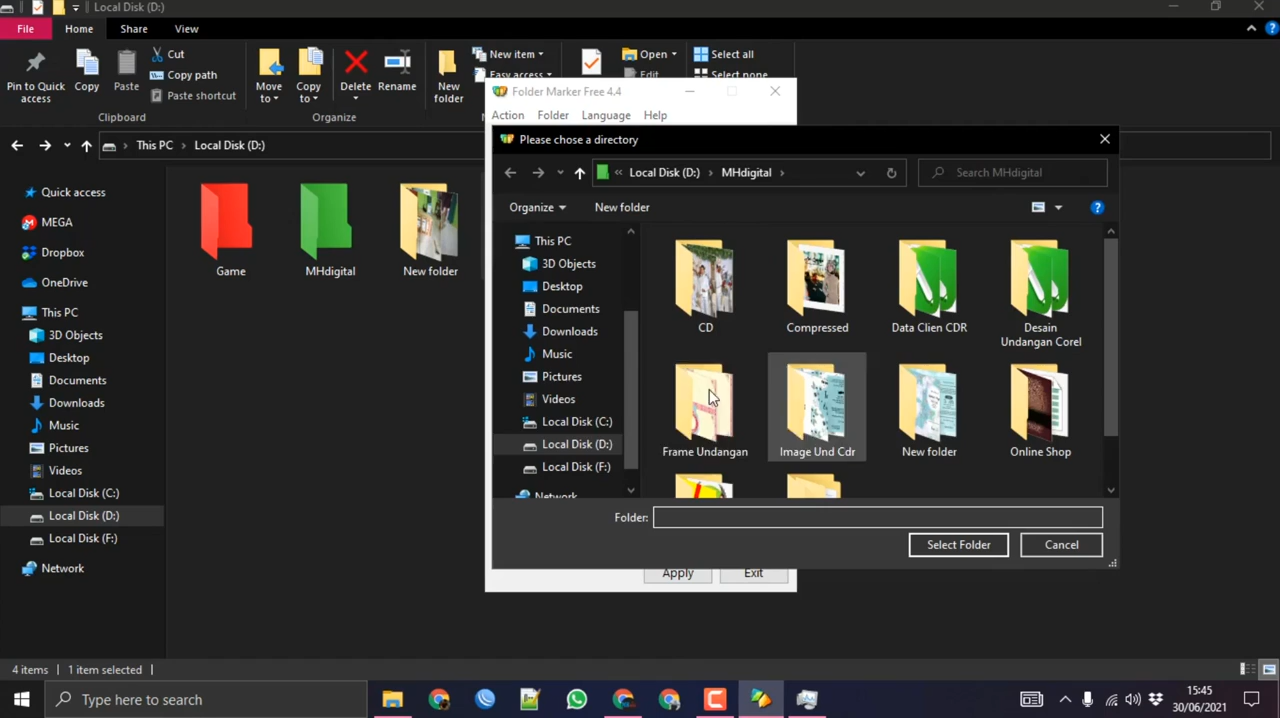 Local Disk (D:)
File Home Share View
Pin to Quick access
Copy
Paste
Cut
Copy path
Paste shortcut
Clipboard
Move to
Copy to
Delete
Rename
Organize
New folder
New item
Easy access
Open
Edit
Select all
Select none
This PC Local Disk (D:)
Quick access
MEGA
Dropbox
OneDrive
This PC
3D Objects
Desktop
Documents
Downloads
Music
Pictures
Videos
Local Disk (C:)
Local Disk (D:)
Local Disk (F:)
Network
Game
MHdigital
New folder
Folder Marker Free 4.4
Action Folder Language Help
Please chose a directory
« Local Disk (D:) MHdigital
Search MHdigital
Organize New folder
This PC
3D Objects
Desktop
Documents
Downloads
Music
Pictures
Videos
Local Disk (C:)
Local Disk (D:)
Local Disk (F:)
Network
CD
Compressed
Data Clien CDR
Desain
Undangan Corel
Frame Undangan
Image Und Cdr
New folder
Online Shop
Folder:
Select Folder Cancel
Apply Exit
4 items 1 item selected
Type here to search
15:45
30/06/2021